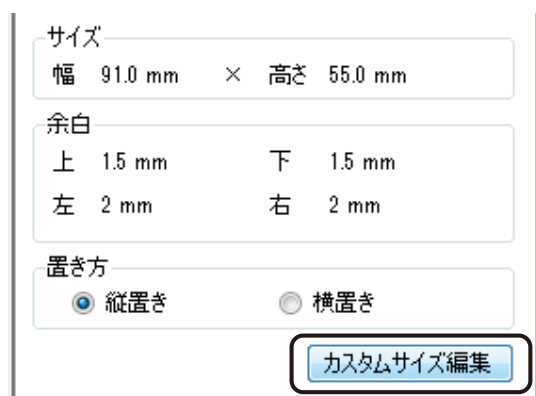 サイズ
幅 91.0 mm × 高さ 55.0 mm
余白
上 1.5 mm 下 1.5 mm
左 2 mm 右 2 mm
置き方
縦置き 横置き
カスタムサイズ編集